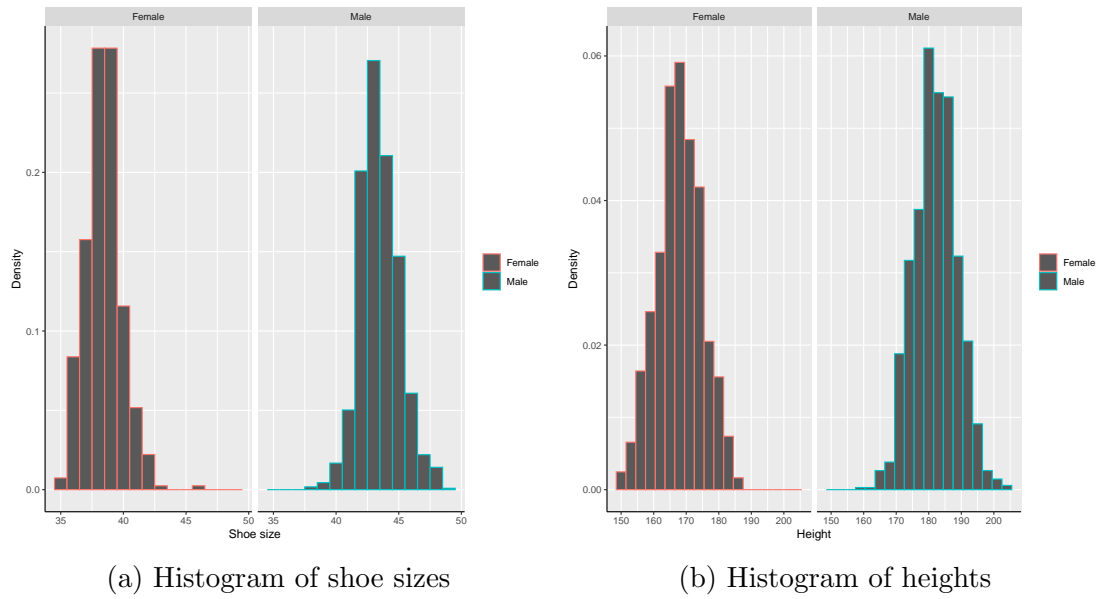 Female Male
0.2
0.1
0.0
Density
35 40 45 50 35 40 45 50
Shoe size
Female
Male
(a) Histogram of shoe sizes
Female Male
0.06
0.04
0.02
0.00
Density
150 160 170 180 190 200 150 160 170 180 190 200
Height
Female
Male
(b) Histogram of heights